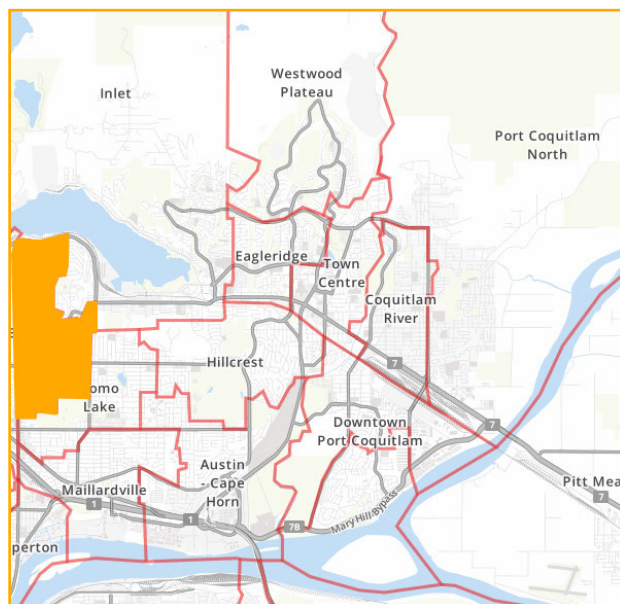 Westwood
Plateau
Inlet
Port Coquitlam
North
Eagleridge
Town
Centre
Coquitlam
River
Hillcrest
7
omo
Lake
Downtown
Port Coquitlam
7
Austin
- Cape
Horn
Maillardville
1
1
7B
Mary Hill Bypass
Pitt Mea
7
perton